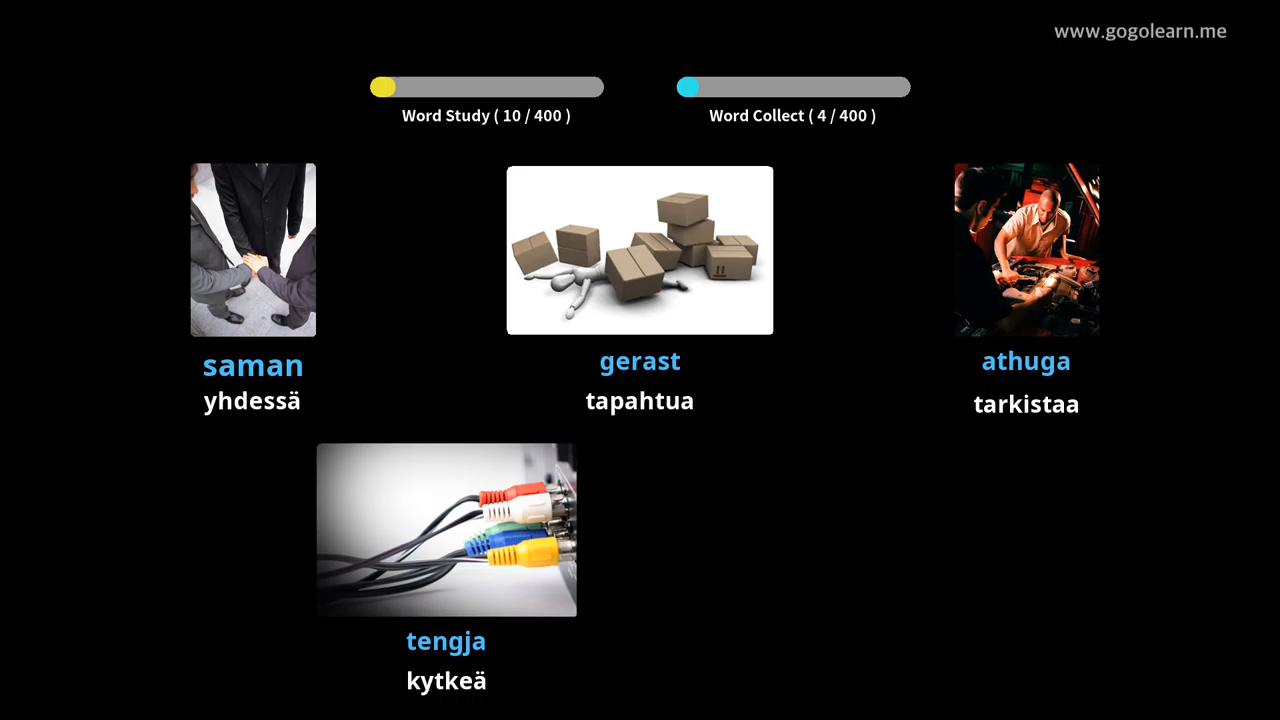 www.gogolearn.me
Word Study ( 10 / 400 )
Word Collect ( 4 / 400 )
saman
yhdessä
gerast
tapahtua
athuga
tarkistaa
tengja
kytkeä